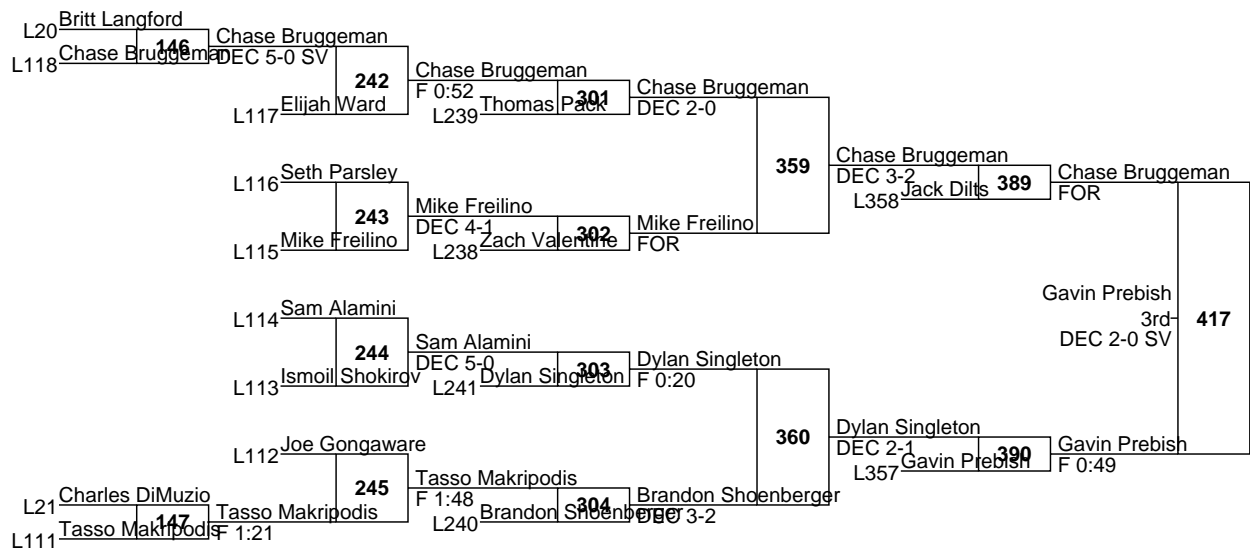 Britt Langford
L20
146
Chase Bruggeman
L118
Chase Bruggeman
DEC 5-0 SV
242
Elijah Ward
L117
Chase Bruggeman
F 0:52
301
Thomas Pack
L239
Chase Bruggeman
DEC 2-0
359
Seth Parsley
L116
243
Mike Freilino
L115
Mike Freilino
DEC 4-1
302
Zach Valentine
L238
Mike Freilino
FOR
Chase Bruggeman
DEC 3-2
389
Jack Dilts
L358
Chase Bruggeman
FOR
Gavin Prebish
3rd
DEC 2-0 SV
417
Sam Alamini
L114
244
Ismoil Shokirov
L113
Sam Alamini
DEC 5-0
303
Dylan Singleton
L241
Dylan Singleton
F 0:20
360
Joe Gongaware
L112
245
Charles DiMuzio
L21
147
Tasso Makripodis
L111
Tasso Makripodis
F 1:21
Tasso Makripodis
F 1:48
304
Brandon Shoenberger
L240
Brandon Shoenberger
DEC 3-2
Dylan Singleton
DEC 2-1
390
Gavin Prebish
L357
Gavin Prebish
F 0:49